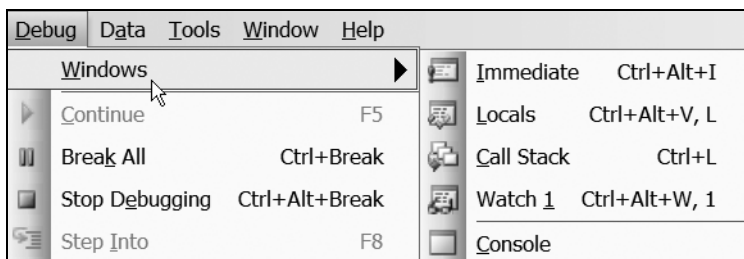 Debug Data Tools Window Help
Windows
Continue F5
Break All Ctrl+Break
Stop Debugging Ctrl+Alt+Break
Step Into F8
Immediate Ctrl+Alt+I
Locals Ctrl+Alt+V, L
Call Stack Ctrl+L
Watch 1 Ctrl+Alt+W, 1
Console